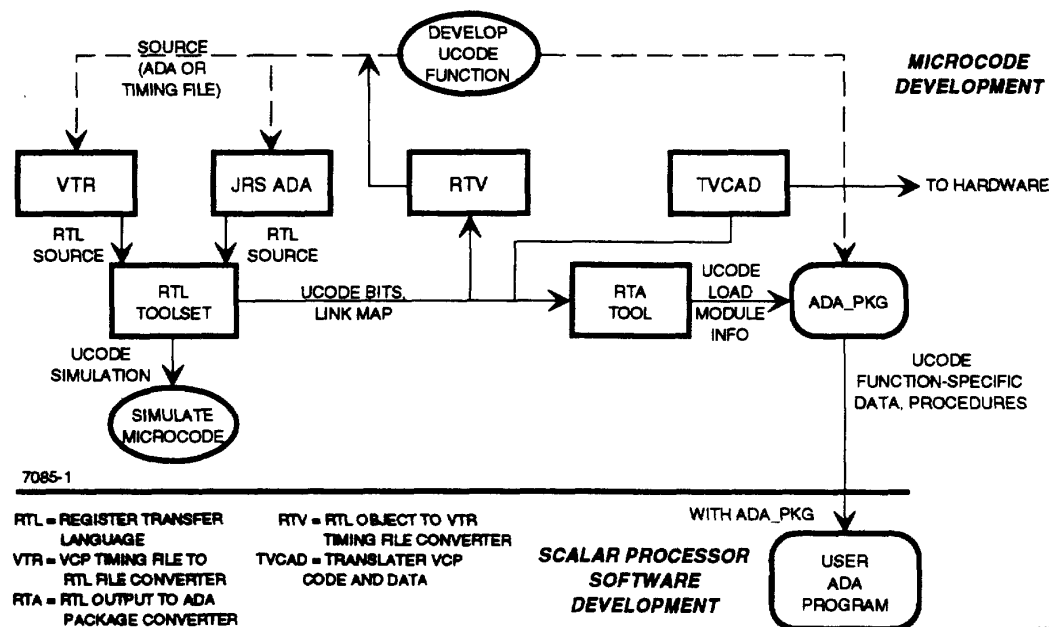 DEVELOP
UCODE
FUNCTION
SOURCE
(ADA OR
TIMING FILE)
MICROCODE
DEVELOPMENT
VTR
JRS ADA
RTV
TVCAD
TO HARDWARE
RTL
SOURCE
RTL
SOURCE
RTL
TOOLSET
UCODE BITS,
LINK MAP
RTA
TOOL
UCODE
LOAD
MODULE
INFO
ADA_PKG
UCODE
SIMULATION
SIMULATE
MICROCODE
UCODE
FUNCTION-SPECIFIC
DATA, PROCEDURES
7085-1
RTL = REGISTER TRANSFER
LANGUAGE
VTR = VCP TIMING FILE TO
RTL FILE CONVERTER
RTA = RTL OUTPUT TO ADA
PACKAGE CONVERTER
RTV = RTL OBJECT TO VTR
TIMING FILE CONVERTER
TVCAD = TRANSLATER VCP
CODE AND DATA
SCALAR PROCESSOR
SOFTWARE
DEVELOPMENT
WITH ADA_PKG
USER
ADA
PROGRAM